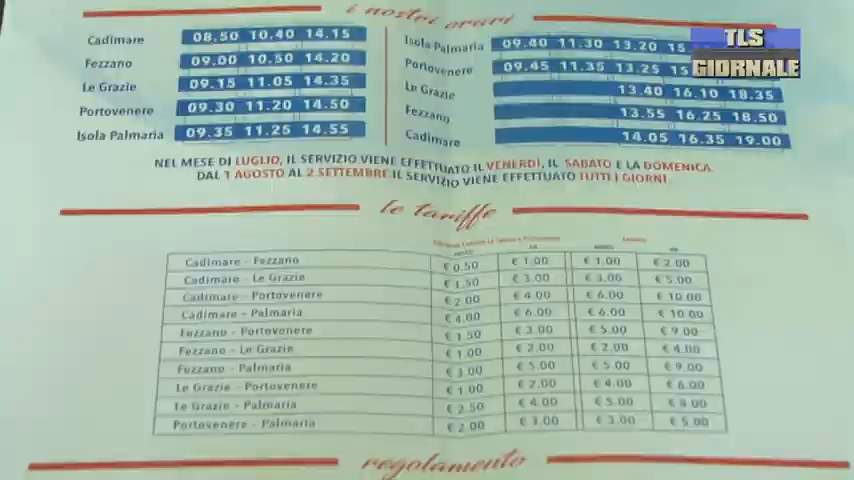 i nostri orari
TLS
GIORNALE
Cadimare 08.50 10.40 14.15
Fezzano 09.00 10.50 14.20
Le Grazie 09.15 11.05 14.35
Portovenere 09.30 11.20 14.50
Isola Palmaria 09.35 11.25 14.55
Isola Palmaria 09.40 11.30 13.20 15.
Portovenere 09.45 11.35 13.25 15
Le Grazie 13.40 16.10 18.35
Fezzano 13.55 16.25 18.50
Cadimare 14.05 16.35 19.00
NEL MESE DI LUGLIO, IL SERVIZIO VIENE EFFETTUATO IL VENERDÌ, IL SABATO E LA DOMENICA.
DAL 1 AGOSTO AL 2 SETTEMBRE IL SERVIZIO VIENE EFFETTUATO TUTTI I GIORNI.
le tariffe
Cadimare - Fezzano € 0.50 € 1.00 € 1.00 € 2.00
Cadimare - Le Grazie € 1.50 € 3.00 € 3.00 € 5.00
Cadimare - Portovenere € 2.00 € 4.00 € 6.00 € 10.00
Cadimare - Palmaria € 4.00 € 6.00 € 6.00 € 10.00
Fezzano - Portovenere € 1.50 € 3.00 € 5.00 € 9.00
Fezzano - Le Grazie € 1.00 € 2.00 € 2.00 € 4.00
Fezzano - Palmaria € 3.00 € 5.00 € 5.00 € 9.00
Le Grazie - Portovenere € 1.00 € 2.00 € 4.00 € 6.00
Le Grazie - Palmaria € 2.50 € 4.00 € 5.00 € 8.00
Portovenere - Palmaria € 2.00 € 3.00 € 3.00 € 5.00
regolamento